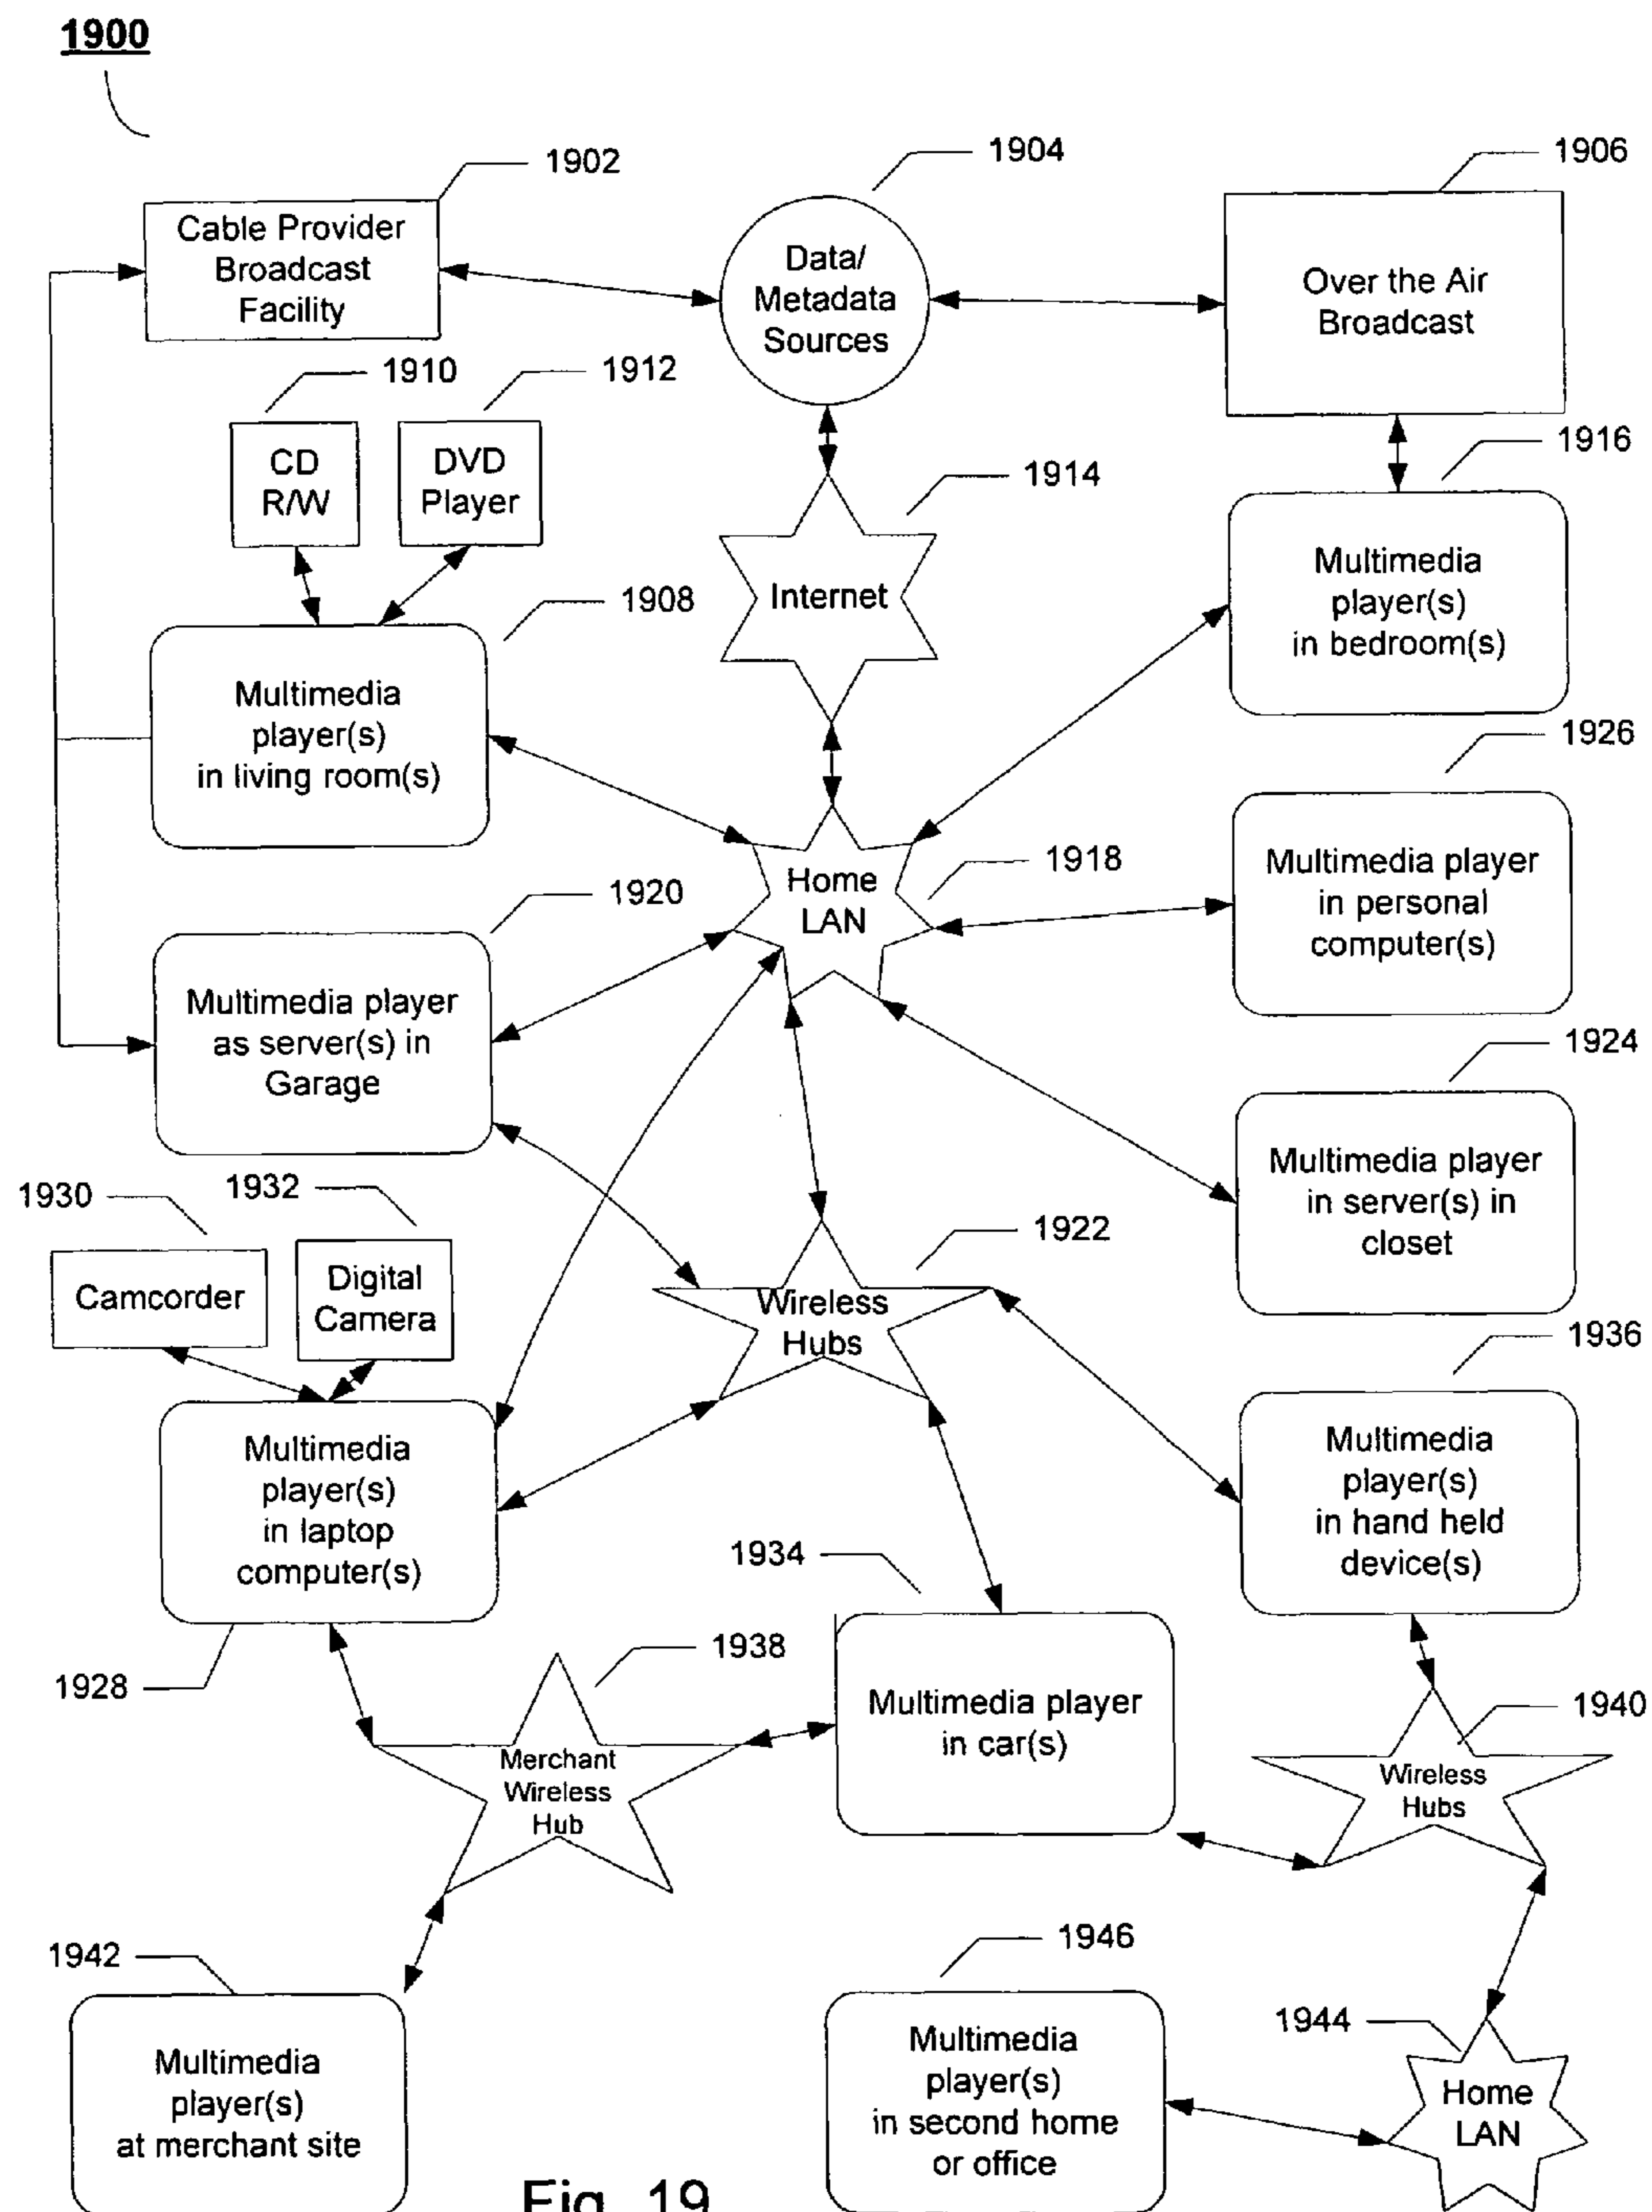 1900
1902
1904
1906
Cable Provider
Broadcast
Facility
Data/
Metadata
Sources
Over the Air
Broadcast
1910
1912
CD
R/W
DVD
Player
1914
1916
Internet
Multimedia
player(s)
in bedroom(s)
1908
Multimedia
player(s)
in living room(s)
1926
1918
Home
LAN
Multimedia player
in personal
computer(s)
1920
Multimedia player
as server(s) in
Garage
1924
Multimedia player
in server(s) in
closet
1930
1932
Camcorder
Digital
Camera
1922
Wireless
Hubs
1936
Multimedia
player(s)
in laptop
computer(s)
Multimedia
player(s)
in hand held
device(s)
1934
1928
1938
Merchant
Wireless
Hub
Multimedia player
in car(s)
1940
Wireless
Hubs
1942
1946
1944
Multimedia
player(s)
at merchant site
Multimedia
player(s)
in second home
or office
Home
LAN
Fig. 19